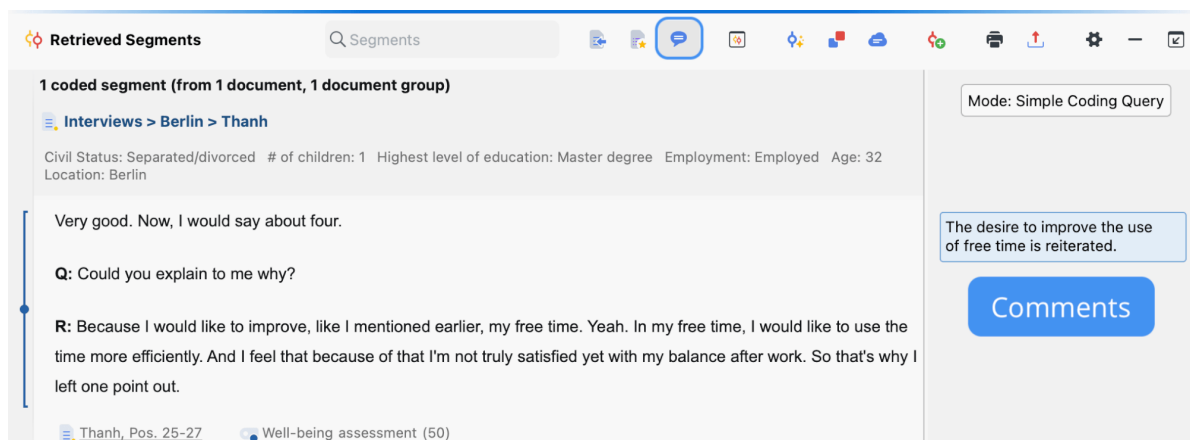 Retrieved Segments
Segments
1 coded segment (from 1 document, 1 document group)
Mode: Simple Coding Query
Interviews > Berlin > Thanh
Civil Status: Separated/divorced # of children: 1 Highest level of education: Master degree Employment: Employed Age: 32
Location: Berlin
Very good. Now, I would say about four.
The desire to improve the use
of free time is reiterated.
Q: Could you explain to me why?
Comments
R: Because I would like to improve, like I mentioned earlier, my free time. Yeah. In my free time, I would like to use the
time more efficiently. And I feel that because of that I'm not truly satisfied yet with my balance after work. So that's why I
left one point out.
Thanh, Pos. 25-27
Well-being assessment (50)